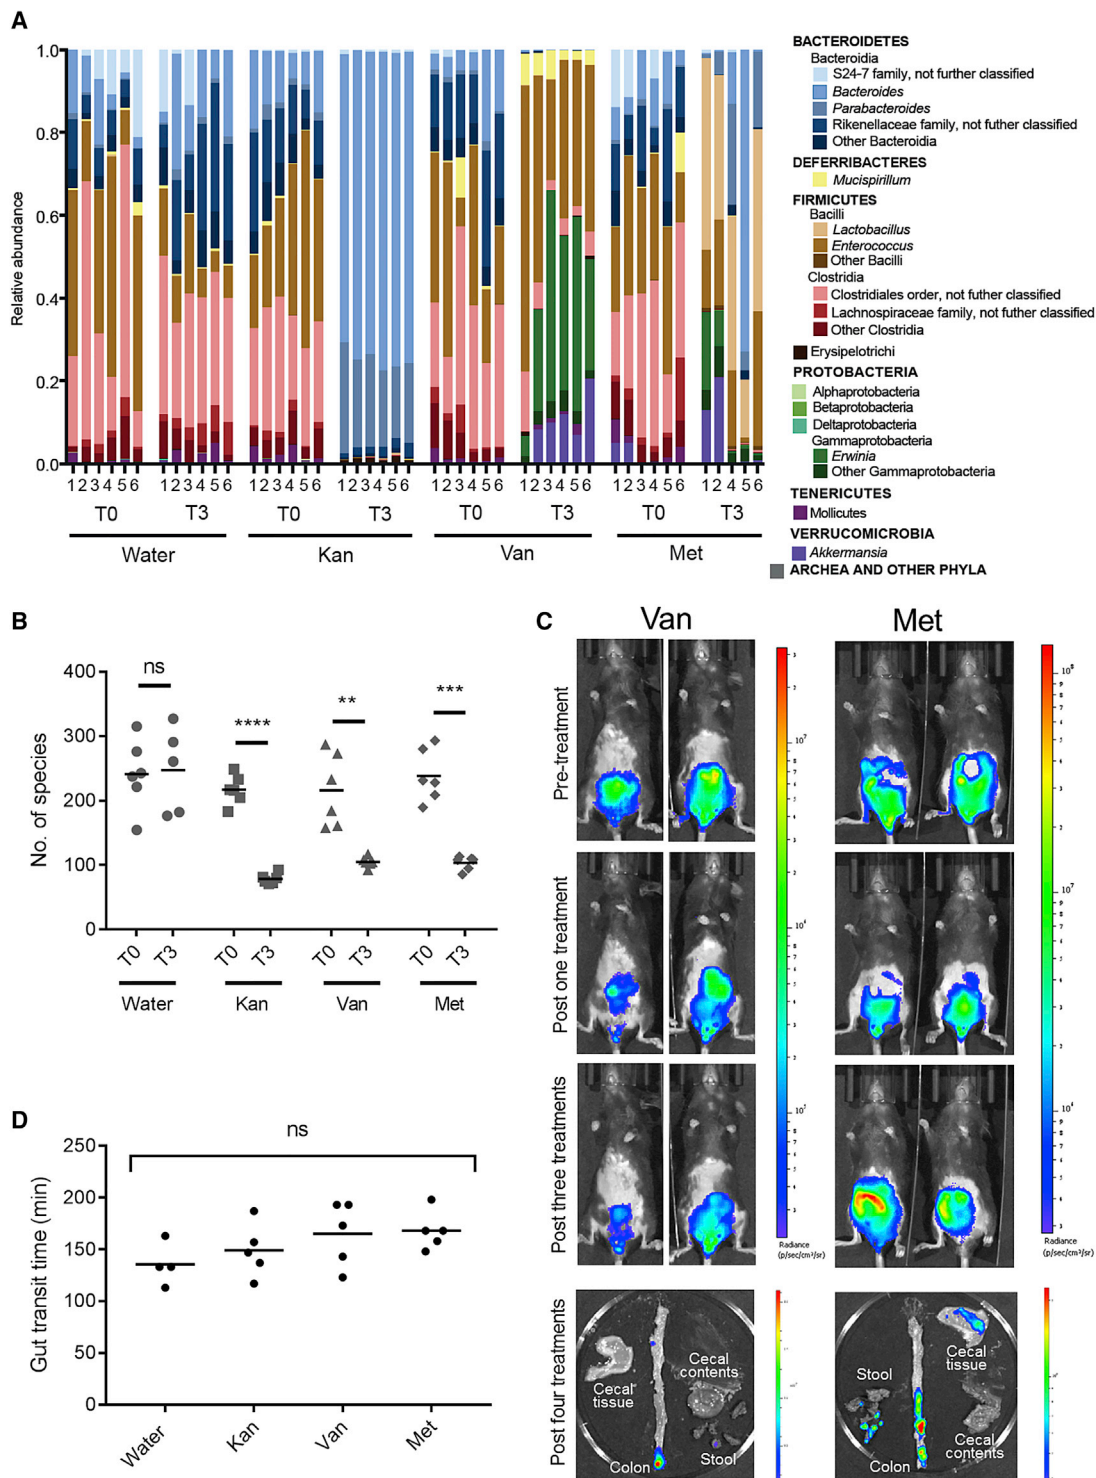 A
1.0
0.8
0.6
0.4
0.2
0.0
Relative abundance
1 2 3 4 5 6 1 2 3 4 5 6 1 2 3 4 5 6 1 2 3 4 5 6 1 2 3 4 5 6 1 2 3 4 5 6 1 2 3 4 5 6 1 2 4 5 6
T0 T3 T0 T3 T0 T3 T0 T3
Water Kan Van Met
BACTEROIDETES
Bacteroidia
S24-7 family, not further classified
Bacteroides
Parabacteroides
Rikenellaceae family, not futher classified
Other Bacteroidia
DEFERRIBACTERES
Mucispirillum
FIRMICUTES
Bacilli
Lactobacillus
Enterococcus
Other Bacilli
Clostridia
Clostridiales order, not futher classified
Lachnospiraceae family, not futher classified
Other Clostridia
Erysipelotrichi
PROTOBACTERIA
Alphaprotobacteria
Betaprotobacteria
Deltaprotobacteria
Gammaprotobacteria
Erwinia
Other Gammaprotobacteria
TENERICUTES
Mollicutes
VERRUCOMICROBIA
Akkermansia
ARCHEA AND OTHER PHYLA
B
No. of species
400
300
200
100
0
ns **** ** ***
T0 T3 T0 T3 T0 T3 T0 T3
Water Kan Van Met
C
Van Met
Pre-treatment
Post one treatment
Post three treatments
Post four treatments
10⁷
Radiance
(p/sec/cm²/sr)
10⁸
10⁷
Radiance
(p/sec/cm²/sr)
Cecal
tissue
Cecal
contents
Stool
Colon
Stool
Cecal
tissue
Cecal
contents
Colon
D
Gut transit time (min)
250
200
150
100
50
0
ns
Water Kan Van Met